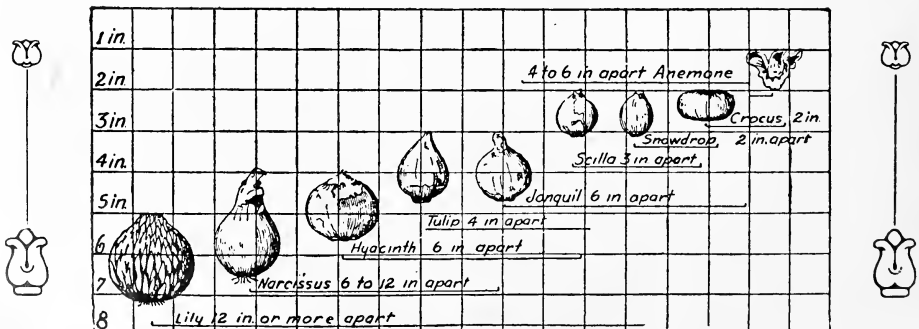 1 in.
2 in.
4 to 6 in apart Anemone
3 in.
Crocus, 2 in.
Snowdrop, 2 in. apart
4 in.
Scilla 3 in apart
5 in.
Jonquil 6 in apart
Tulip 4 in apart
6
Hyacinth 6 in apart
7
Narcissus 6 to 12 in apart
8
Lily 12 in. or more apart